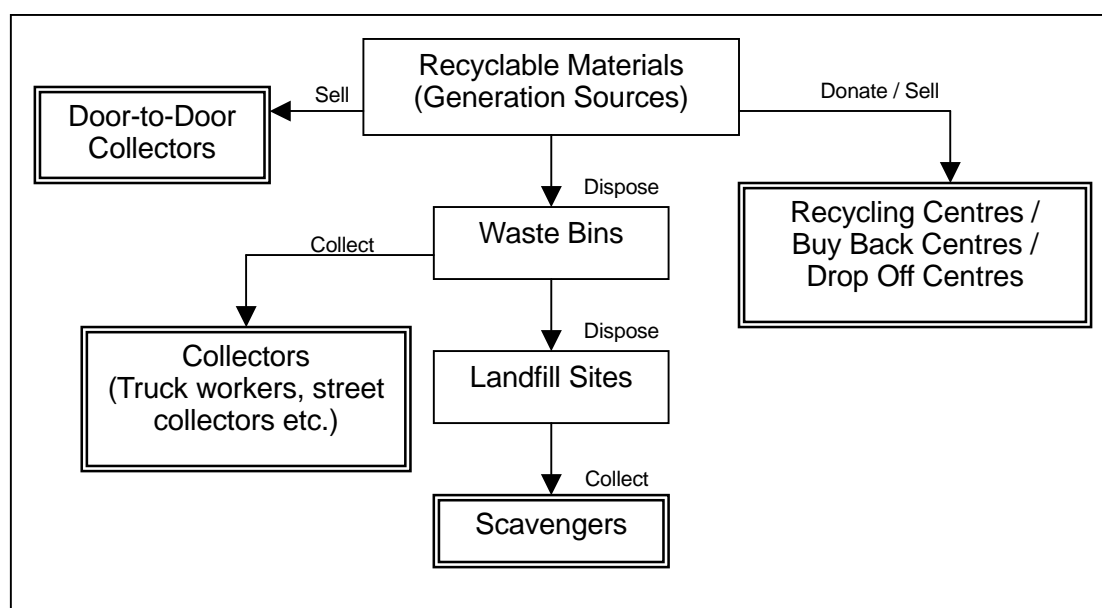 Recyclable Materials
(Generation Sources)
Sell
Donate / Sell
Door-to-Door
Collectors
Dispose
Recycling Centres /
Buy Back Centres /
Drop Off Centres
Waste Bins
Collect
Dispose
Collectors
(Truck workers, street
collectors etc.)
Landfill Sites
Collect
Scavengers